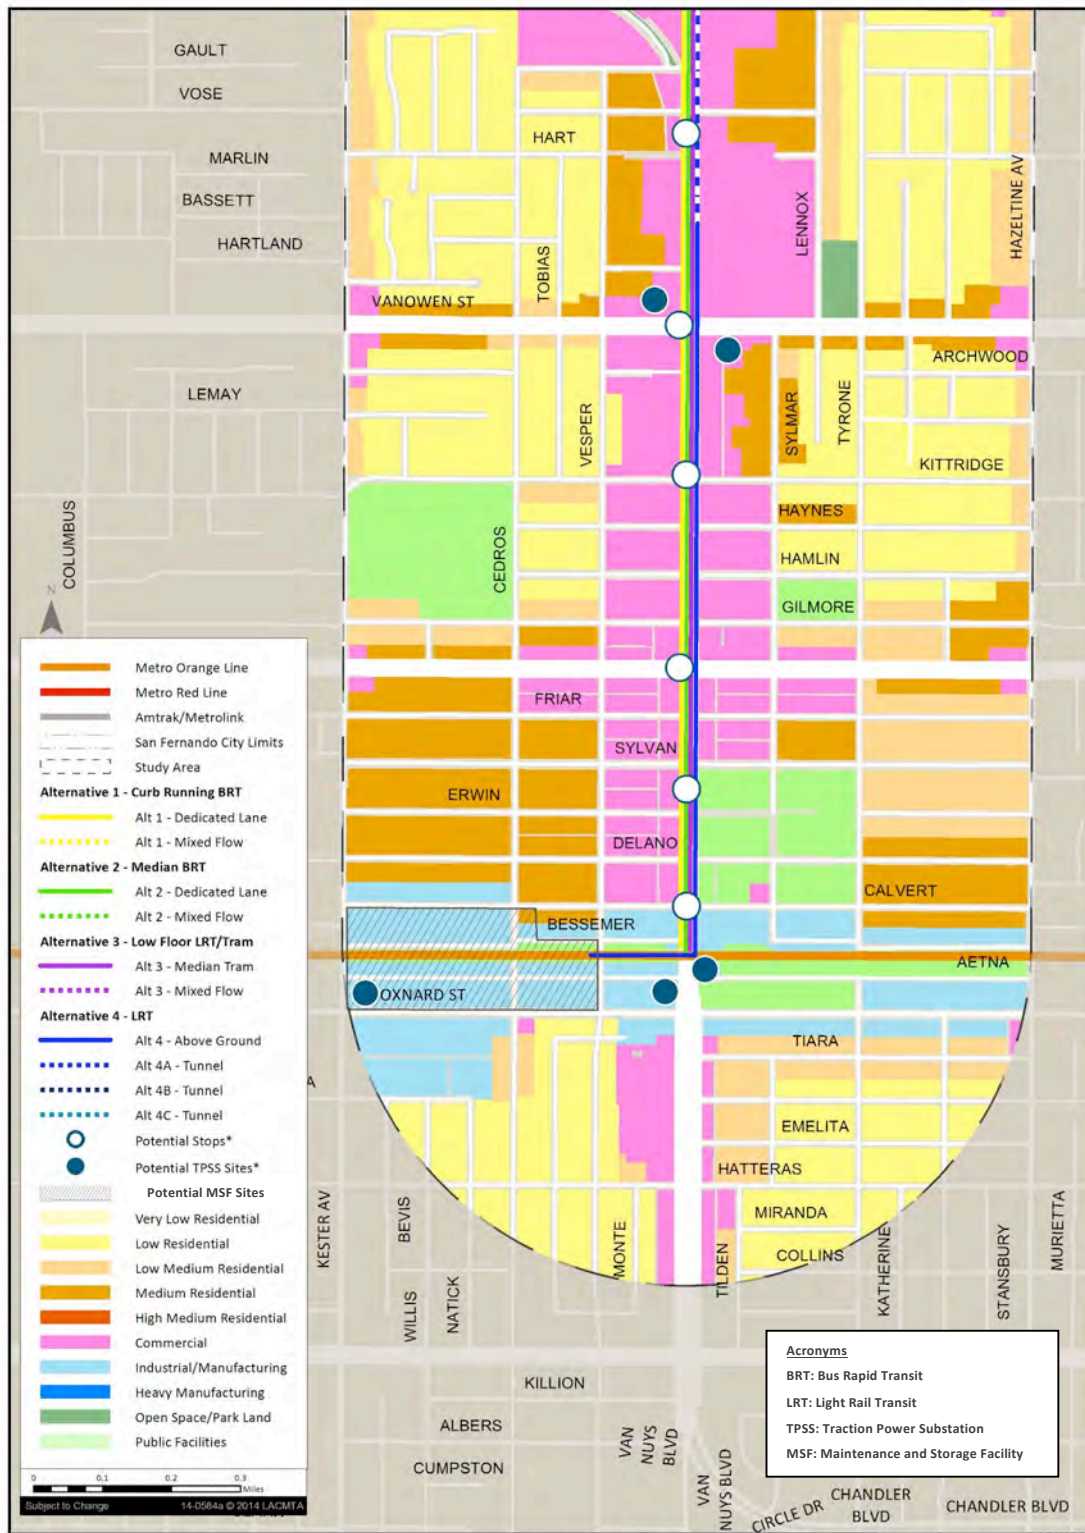 GAULT
VOSE
HART
MARLIN
BASSETT
HARTLAND
LENNOX
HAZELTINE AV
TOBIAS
VANOWEN ST
ARCHWOOD
LEMAY
VESPER
SYLMAR
TYRONE
KITTRIDGE
HAYNES
COLUMBUS
CEDROS
HAMLIN
GILMORE
N
FRIAR
SYLVAN
ERWIN
DELANO
CALVERT
BESSEMER
AETNA
OXNARD ST
TIARA
A
EMELITA
HATTERAS
KESTER AV
BEVIS
WILLIS
NATICK
MONTE
TILDEN
MIRANDA
COLLINS
KATHERINE
STANSBURY
MURIETTA
KILLION
ALBERS
CUMPSTON
VAN
NUYS
BLVD
VAN
NUYS BLVD
CIRCLE DR
CHANDLER
BLVD
CHANDLER BLVD
Metro Orange Line
Metro Red Line
Amtrak/Metrolink
San Fernando City Limits
Study Area
Alternative 1 - Curb Running BRT
Alt 1 - Dedicated Lane
Alt 1 - Mixed Flow
Alternative 2 - Median BRT
Alt 2 - Dedicated Lane
Alt 2 - Mixed Flow
Alternative 3 - Low Floor LRT/Tram
Alt 3 - Median Tram
Alt 3 - Mixed Flow
Alternative 4 - LRT
Alt 4 - Above Ground
Alt 4A - Tunnel
Alt 4B - Tunnel
Alt 4C - Tunnel
Potential Stops*
Potential TPSS Sites*
Potential MSF Sites
Very Low Residential
Low Residential
Low Medium Residential
Medium Residential
High Medium Residential
Commercial
Industrial/Manufacturing
Heavy Manufacturing
Open Space/Park Land
Public Facilities
0 0.1 0.2 0.3
Miles
Subject to Change 14-0584a © 2014 LACMTA
Acronyms
BRT: Bus Rapid Transit
LRT: Light Rail Transit
TPSS: Traction Power Substation
MSF: Maintenance and Storage Facility